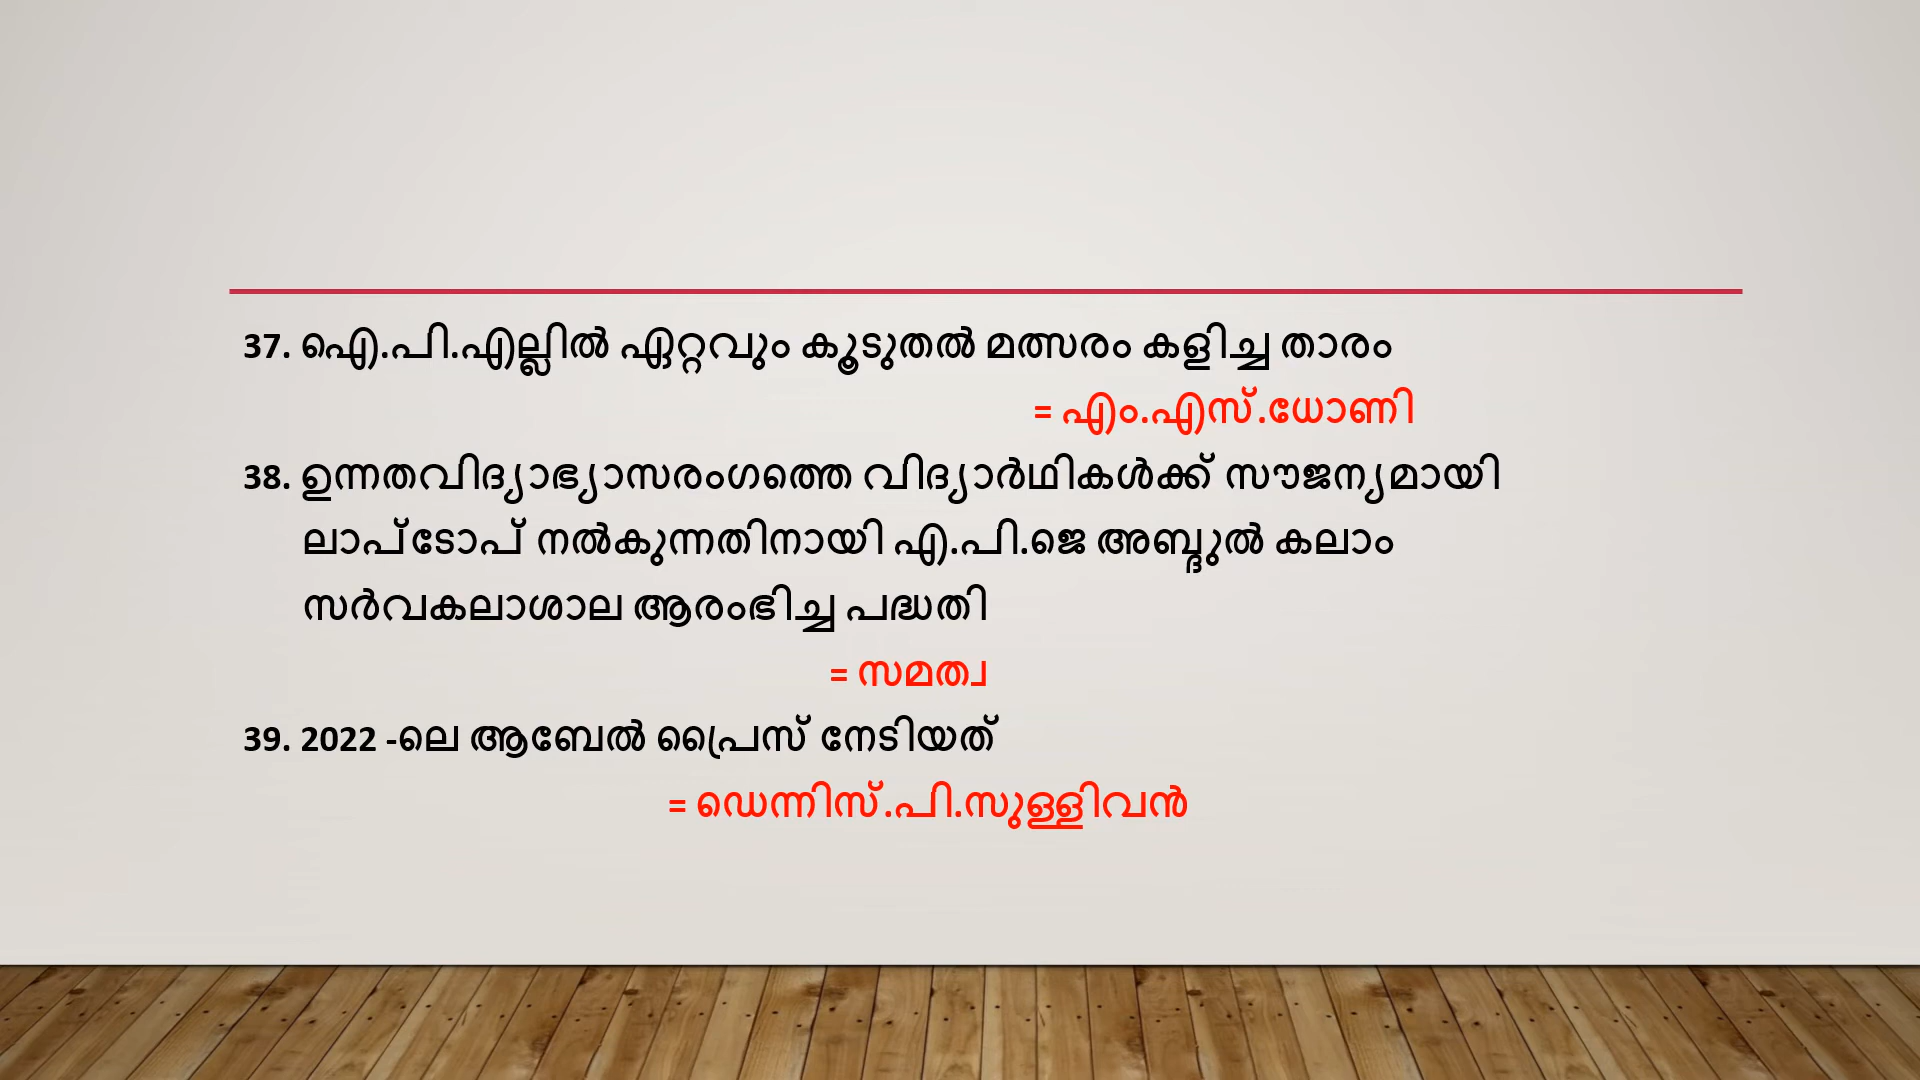 37. ഐ.പി.എല്ലിൽ ഏറ്റവും കൂടുതൽ മത്സരം കളിച്ച താരം
= എം.എസ്.ധോണി
38. ഉന്നതവിദ്യാഭ്യാസരംഗത്തെ വിദ്യാർഥികൾക്ക് സൗജന്യമായി
ലാപ്ടോപ് നൽകുന്നതിനായി എ.പി.ജെ അബ്ദുൽ കലാം
സർവകലാശാല ആരംഭിച്ച പദ്ധതി
= സമത്വ
39. 2022 -ലെ ആബേൽ പ്രൈസ് നേടിയത്
= ഡെന്നിസ്.പി.സുള്ളിവൻ